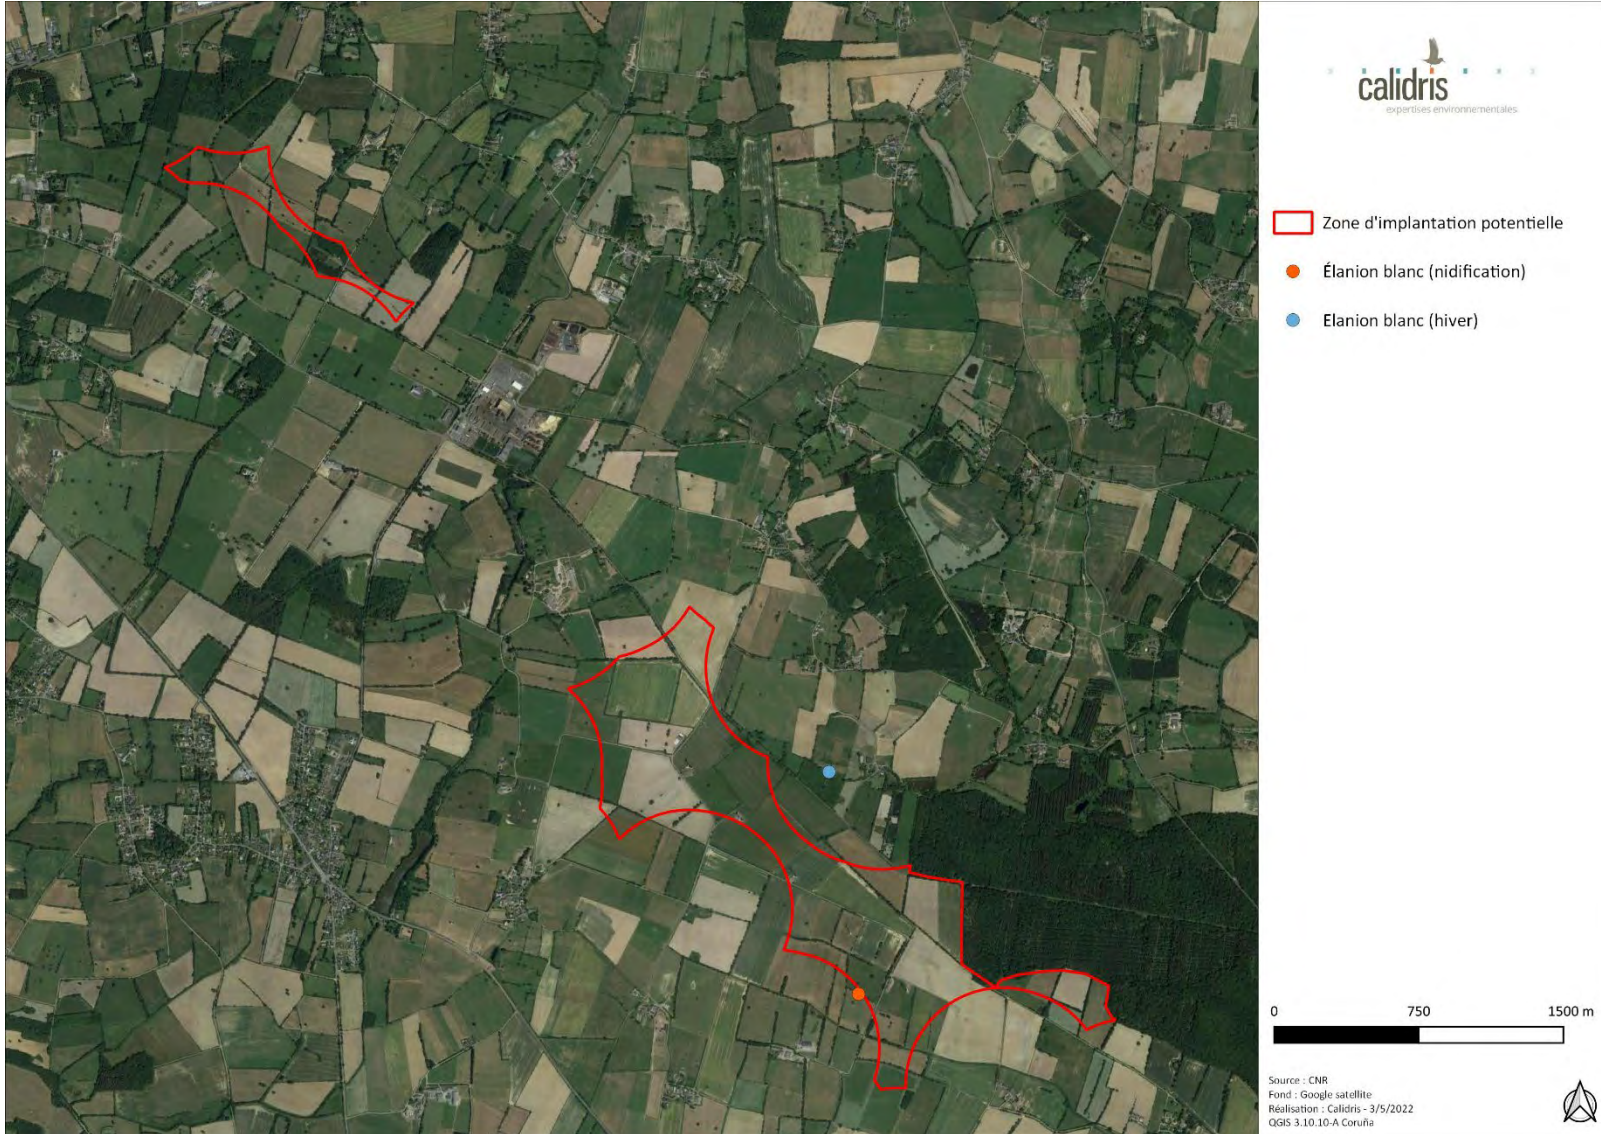 calidris
expertises environnementales
Zone d'implantation potentielle
Élanion blanc (nidification)
Elanion blanc (hiver)
0 750 1500 m
Source : CNR
Fond : Google satellite
Réalisation : Calidris - 3/5/2022
QGIS 3.10.10-A Coruña